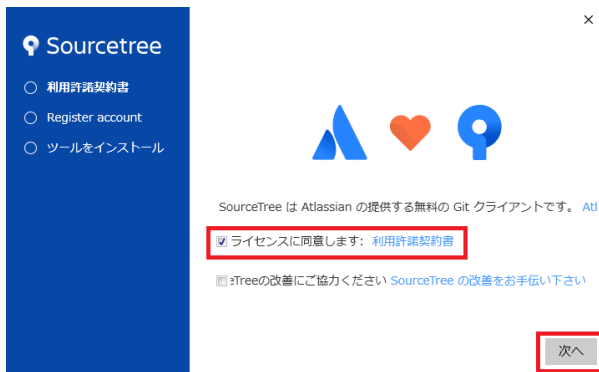 Sourcetree
利用許諾契約書
Register account
ツールをインストール
SourceTree は Atlassian の提供する無料の Git クライアントです。 Atl
ライセンスに同意します: 利用許諾契約書
eTreeの改善にご協力ください SourceTree の改善をお手伝い下さい
次へ